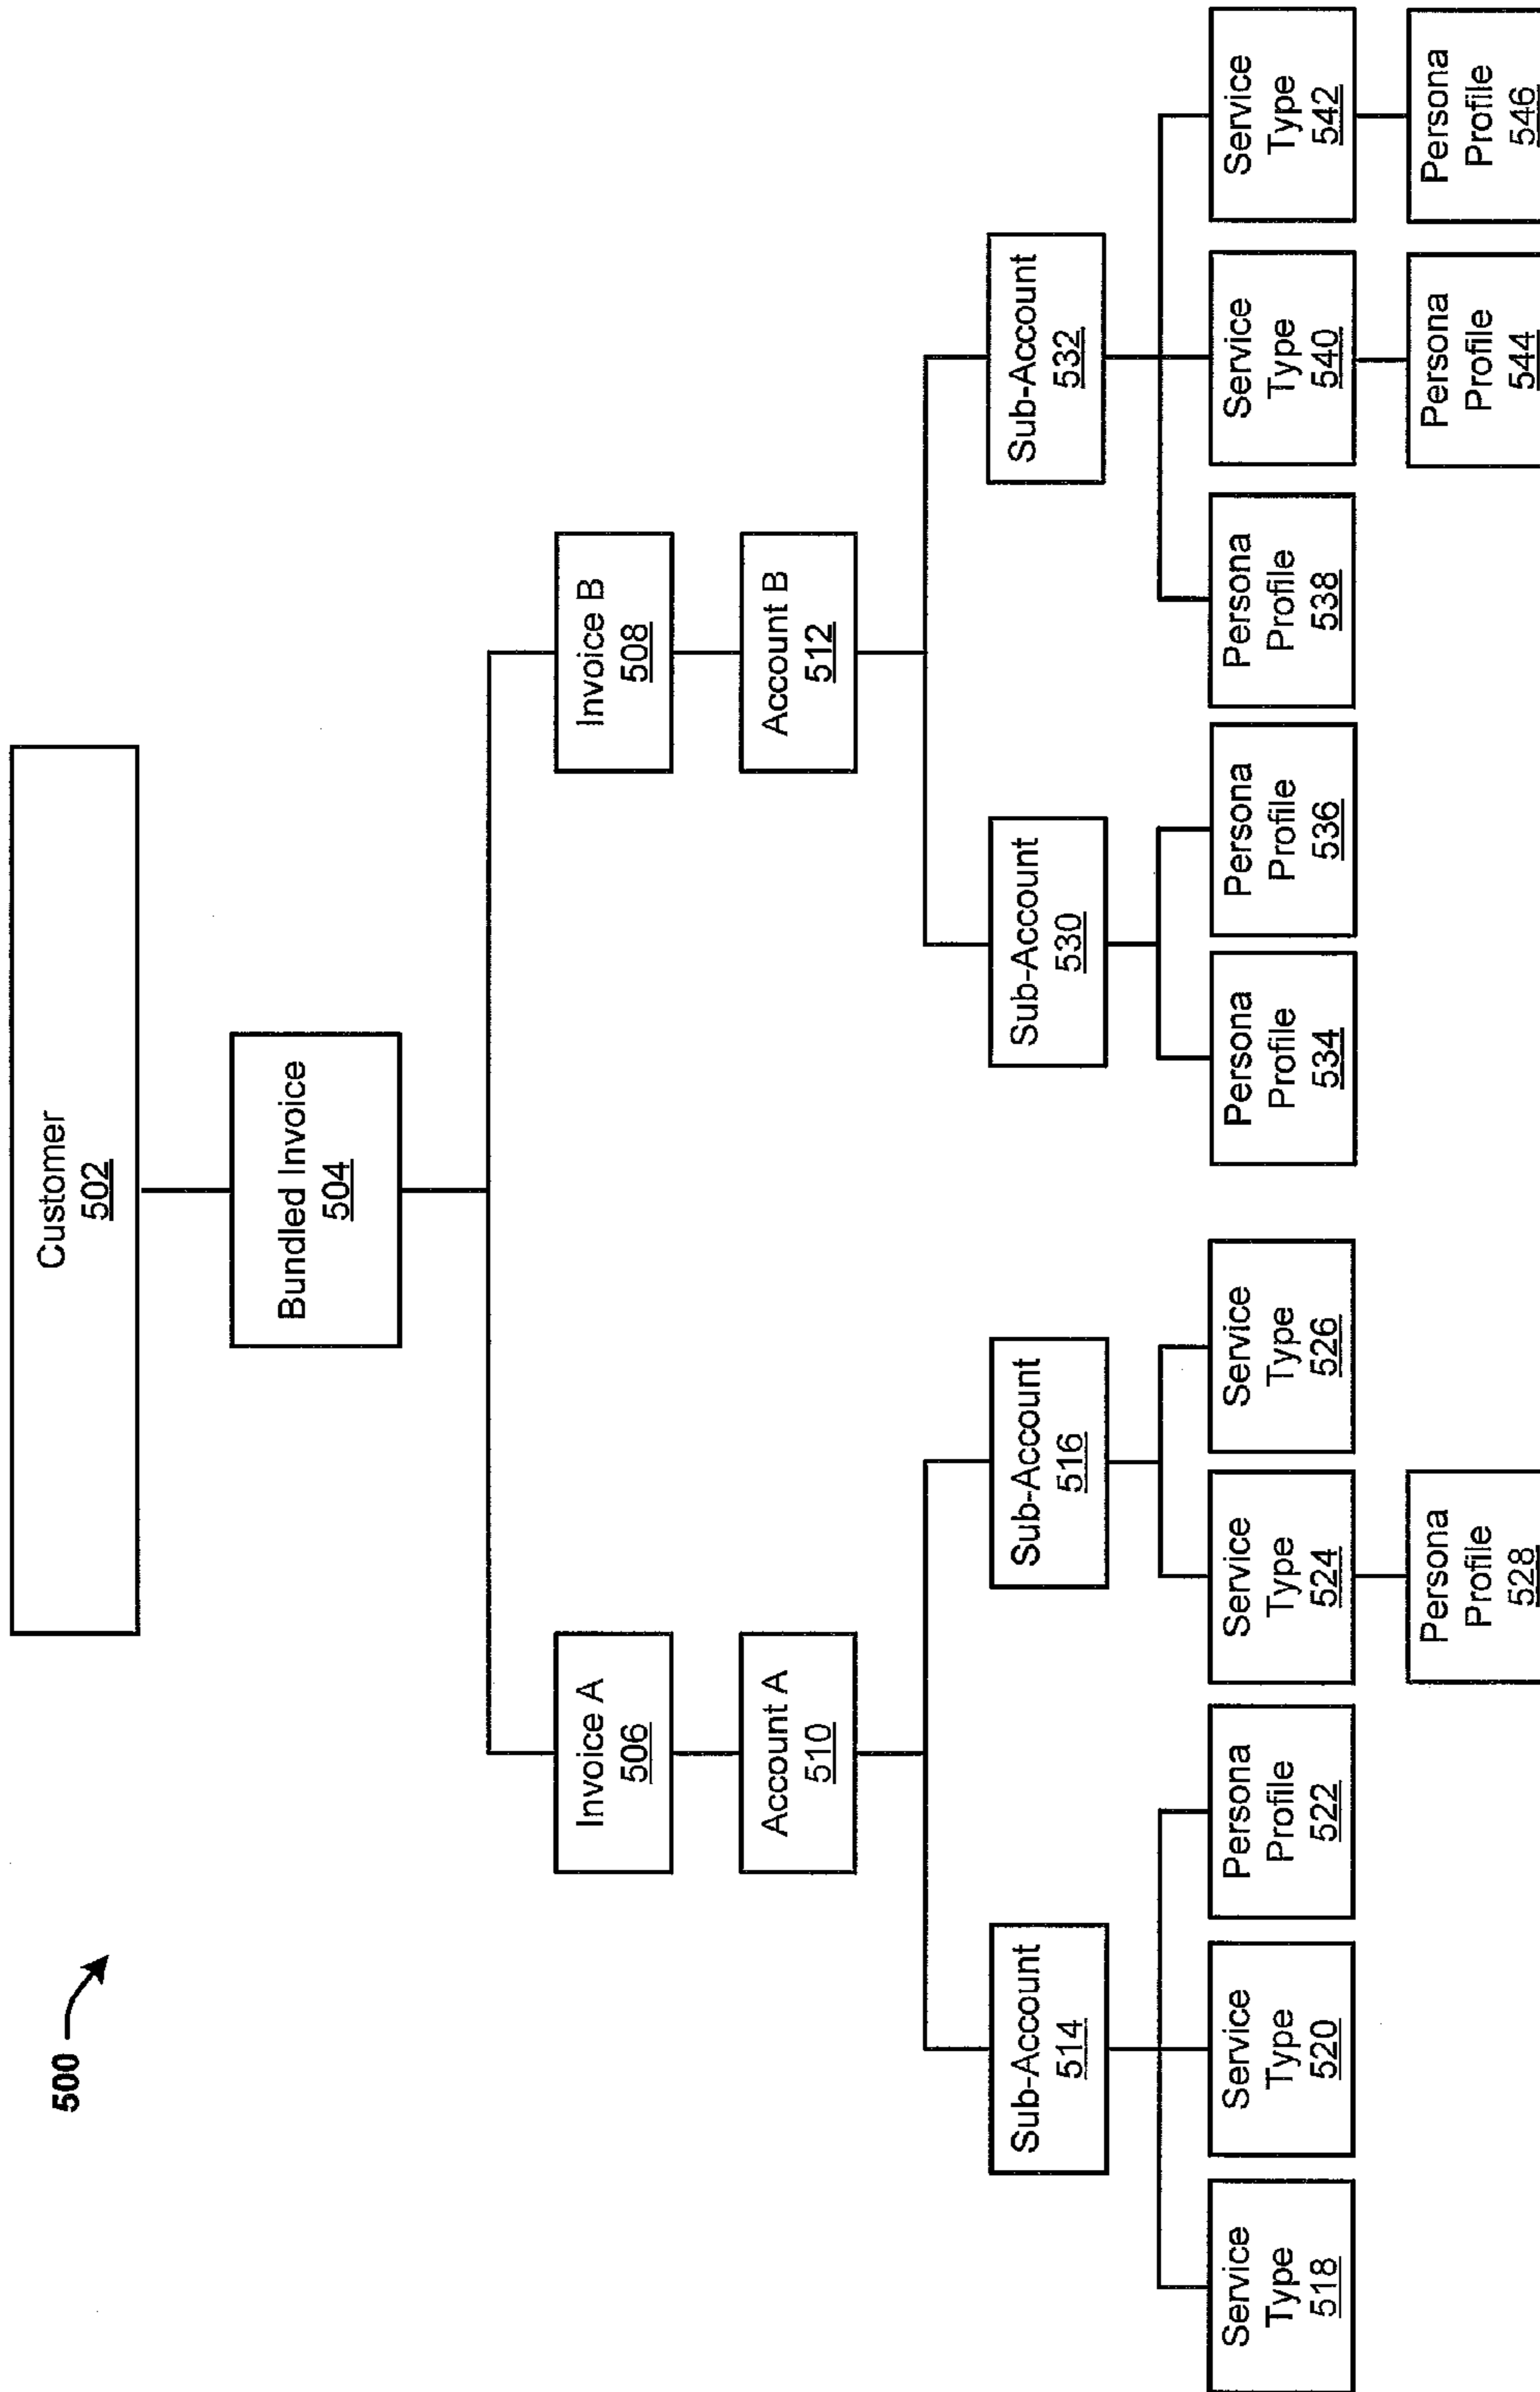 500
Customer
502
Bundled Invoice
504
Invoice A
506
Invoice B
508
Account A
510
Account B
512
Sub-Account
514
Sub-Account
516
Sub-Account
530
Sub-Account
532
Service
Type
518
Service
Type
520
Persona
Profile
522
Service
Type
524
Service
Type
526
Persona
Profile
534
Persona
Profile
536
Persona
Profile
538
Service
Type
540
Service
Type
542
Persona
Profile
528
Persona
Profile
544
Persona
Profile
546